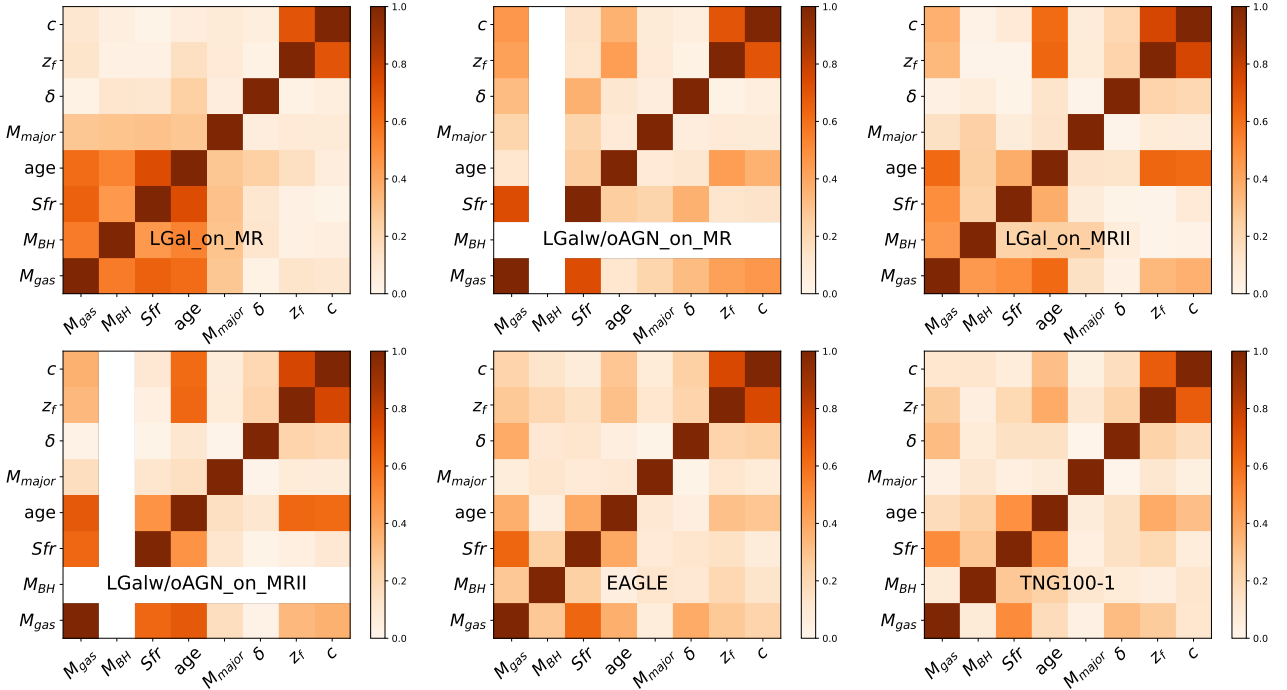 c
z_f
δ
M_major
age
Sfr
M_BH
M_gas
LGal_on_MR
M_gas M_BH Sfr age M_major δ z_f c
1.0
0.8
0.6
0.4
0.2
0.0
c
z_f
δ
M_major
age
Sfr
M_BH
M_gas
LGalw/oAGN_on_MR
M_gas M_BH Sfr age M_major δ z_f c
1.0
0.8
0.6
0.4
0.2
0.0
c
z_f
δ
M_major
age
Sfr
M_BH
M_gas
LGal_on_MRII
M_gas M_BH Sfr age M_major δ z_f c
1.0
0.8
0.6
0.4
0.2
0.0
c
z_f
δ
M_major
age
Sfr
M_BH
M_gas
LGalw/oAGN_on_MRII
M_gas M_BH Sfr age M_major δ z_f c
1.0
0.8
0.6
0.4
0.2
0.0
c
z_f
δ
M_major
age
Sfr
M_BH
M_gas
EAGLE
M_gas M_BH Sfr age M_major δ z_f c
1.0
0.8
0.6
0.4
0.2
0.0
c
z_f
δ
M_major
age
Sfr
M_BH
M_gas
TNG100-1
M_gas M_BH Sfr age M_major δ z_f c
1.0
0.8
0.6
0.4
0.2
0.0